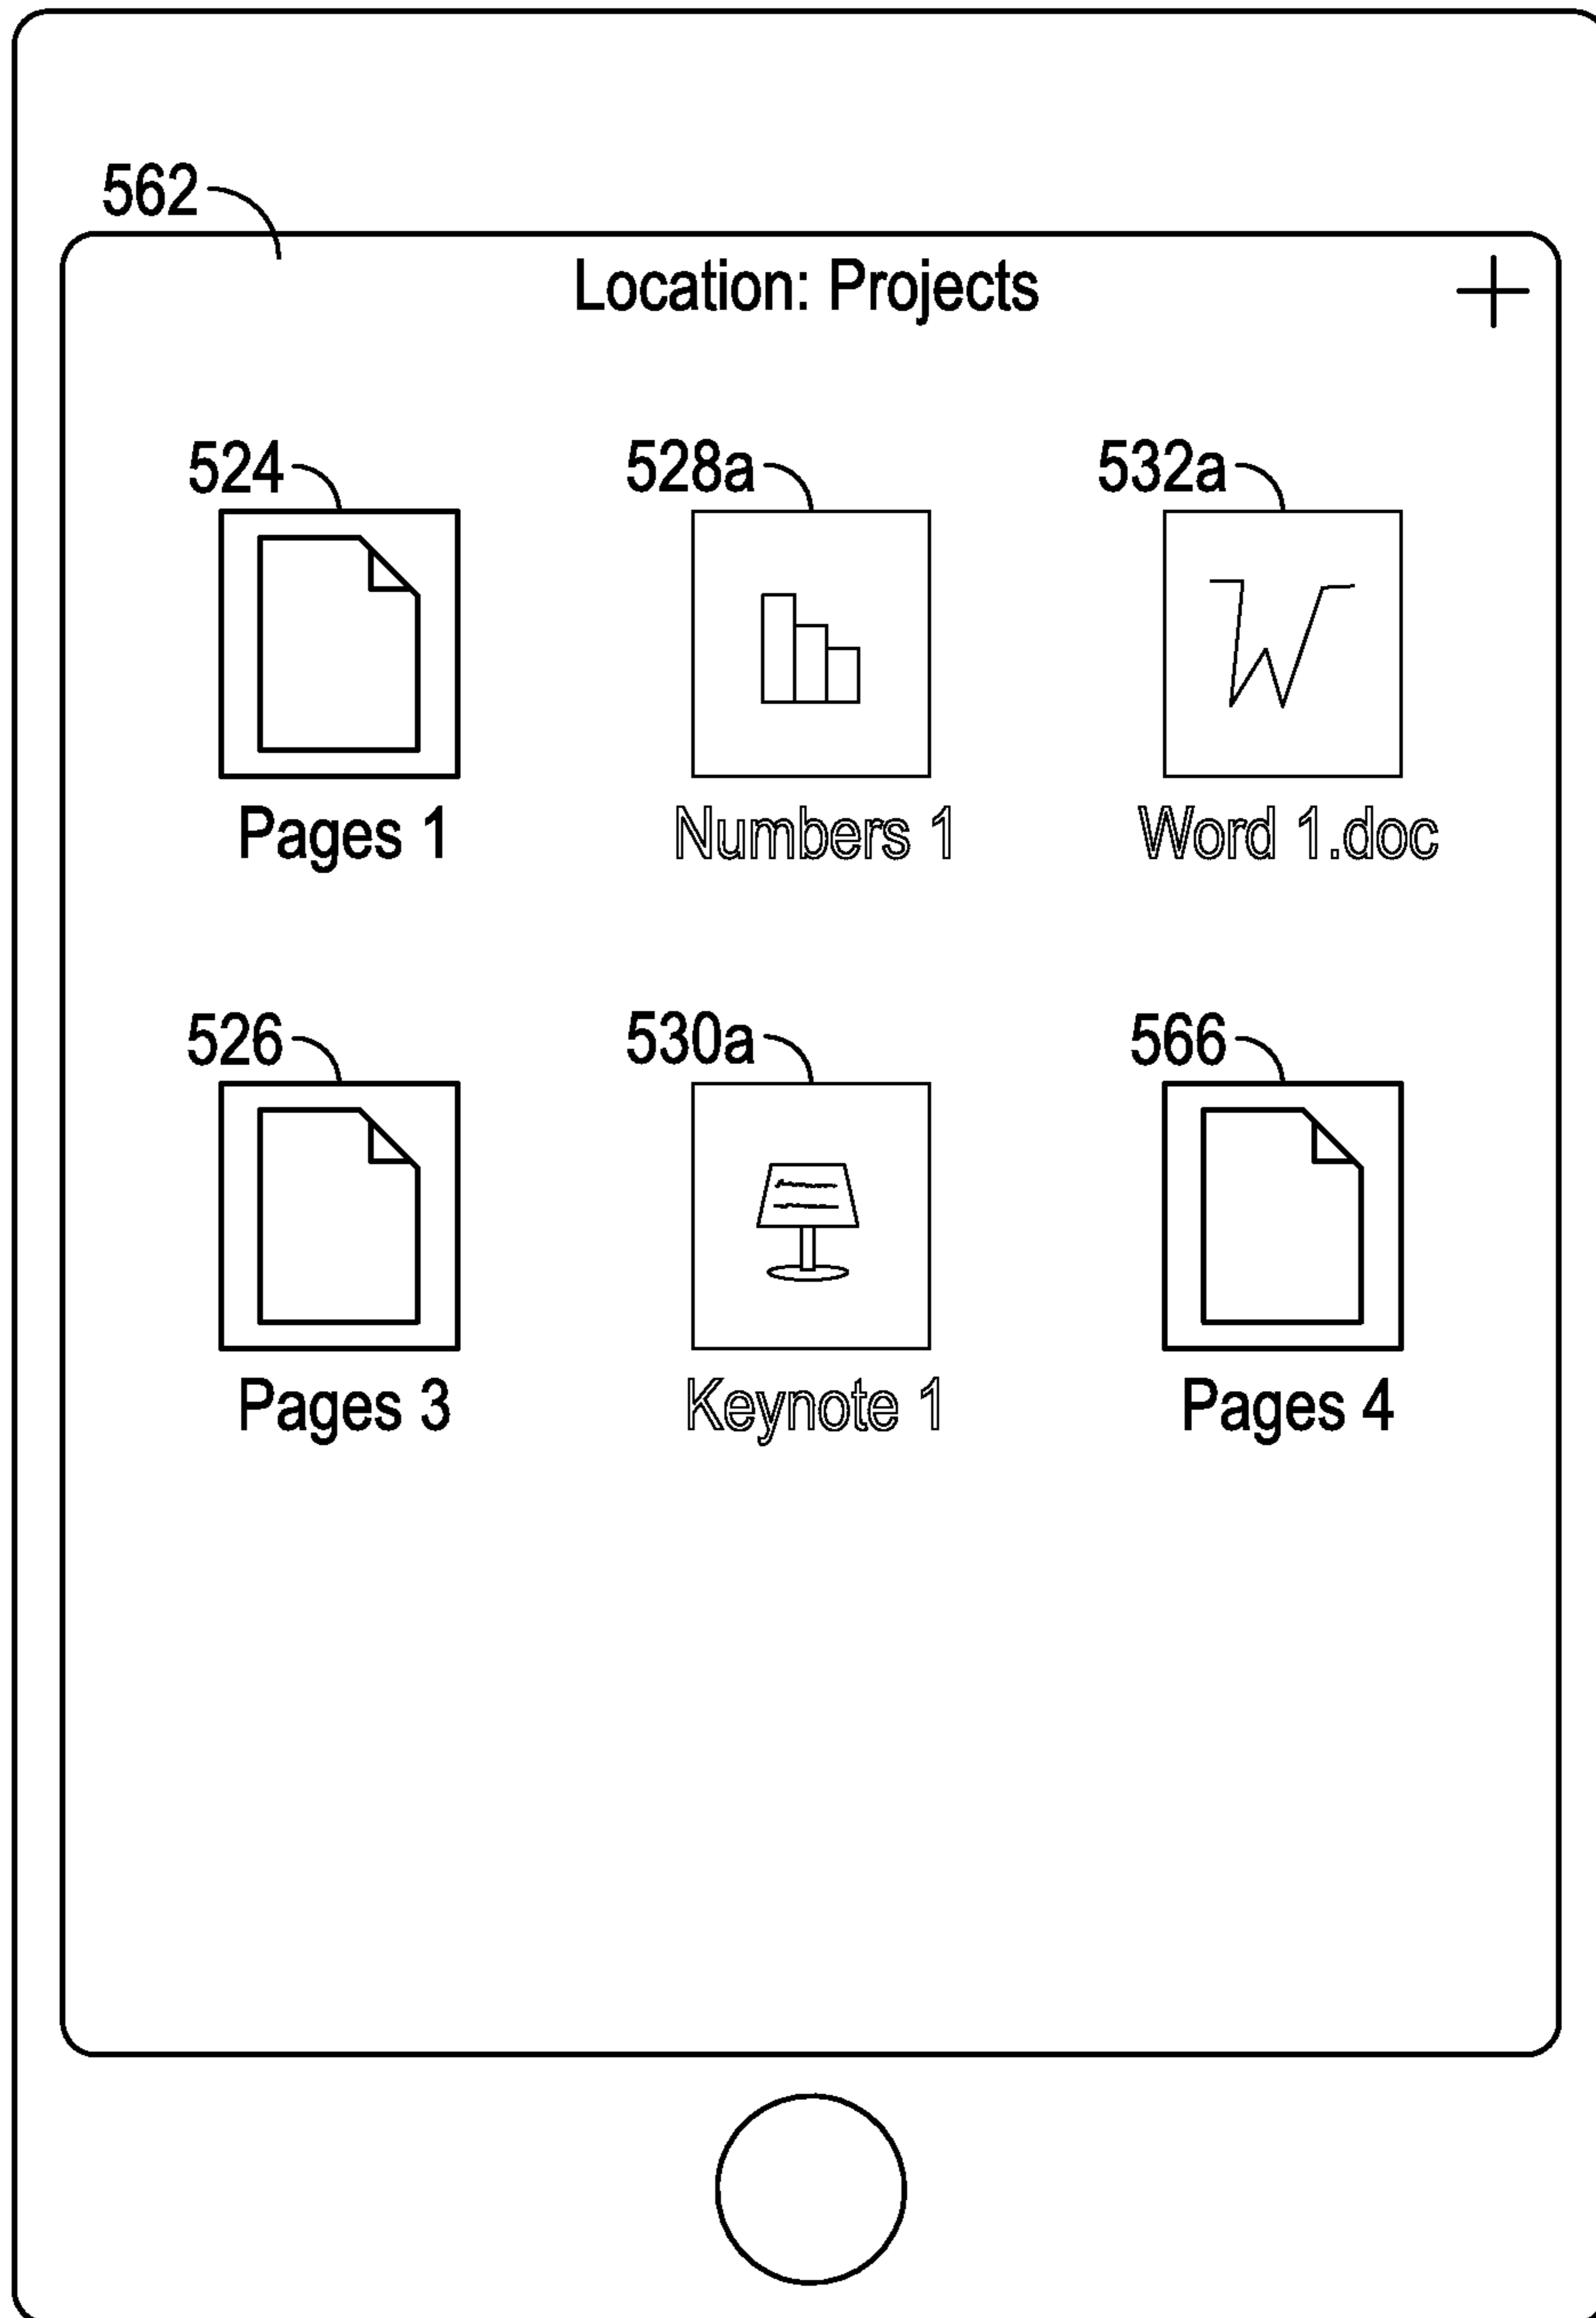 562
Location: Projects
524 528a 532a
Pages 1 Numbers 1 Word 1.doc
526 530a 566
Pages 3 Keynote 1 Pages 4